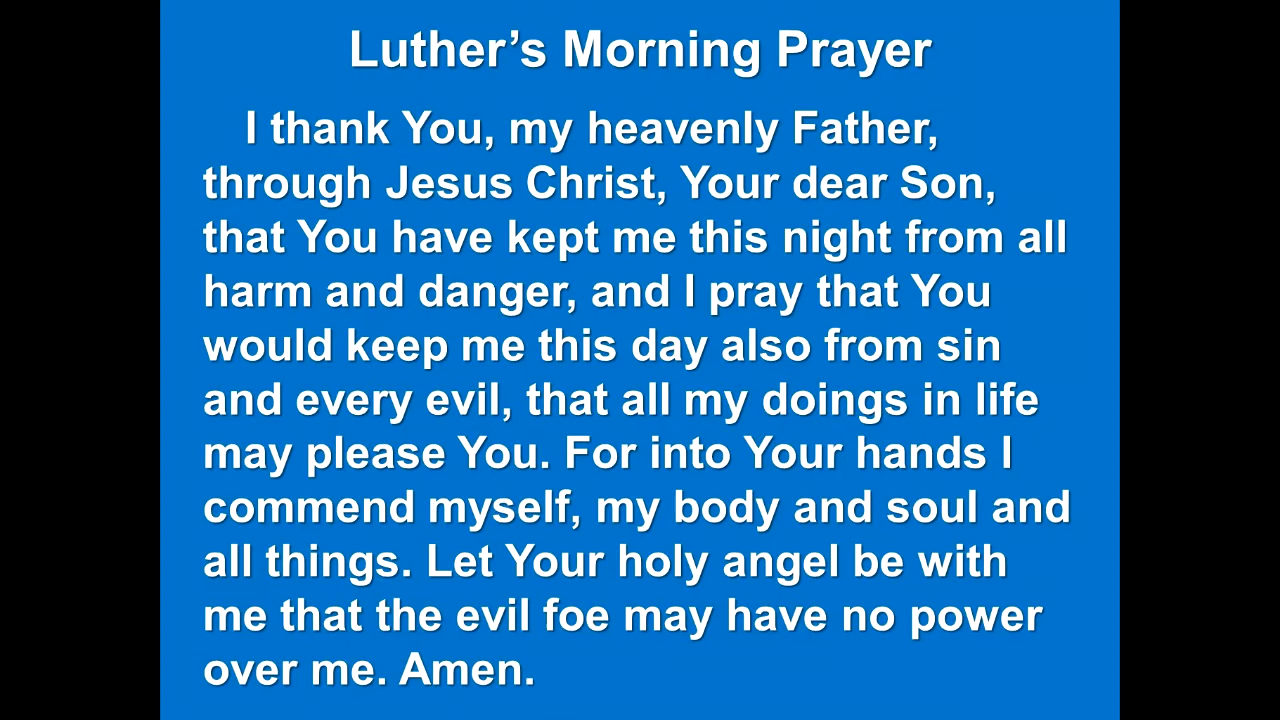 Luther’s Morning Prayer
I thank You, my heavenly Father,
through Jesus Christ, Your dear Son,
that You have kept me this night from all
harm and danger, and I pray that You
would keep me this day also from sin
and every evil, that all my doings in life
may please You. For into Your hands I
commend myself, my body and soul and
all things. Let Your holy angel be with
me that the evil foe may have no power
over me. Amen.